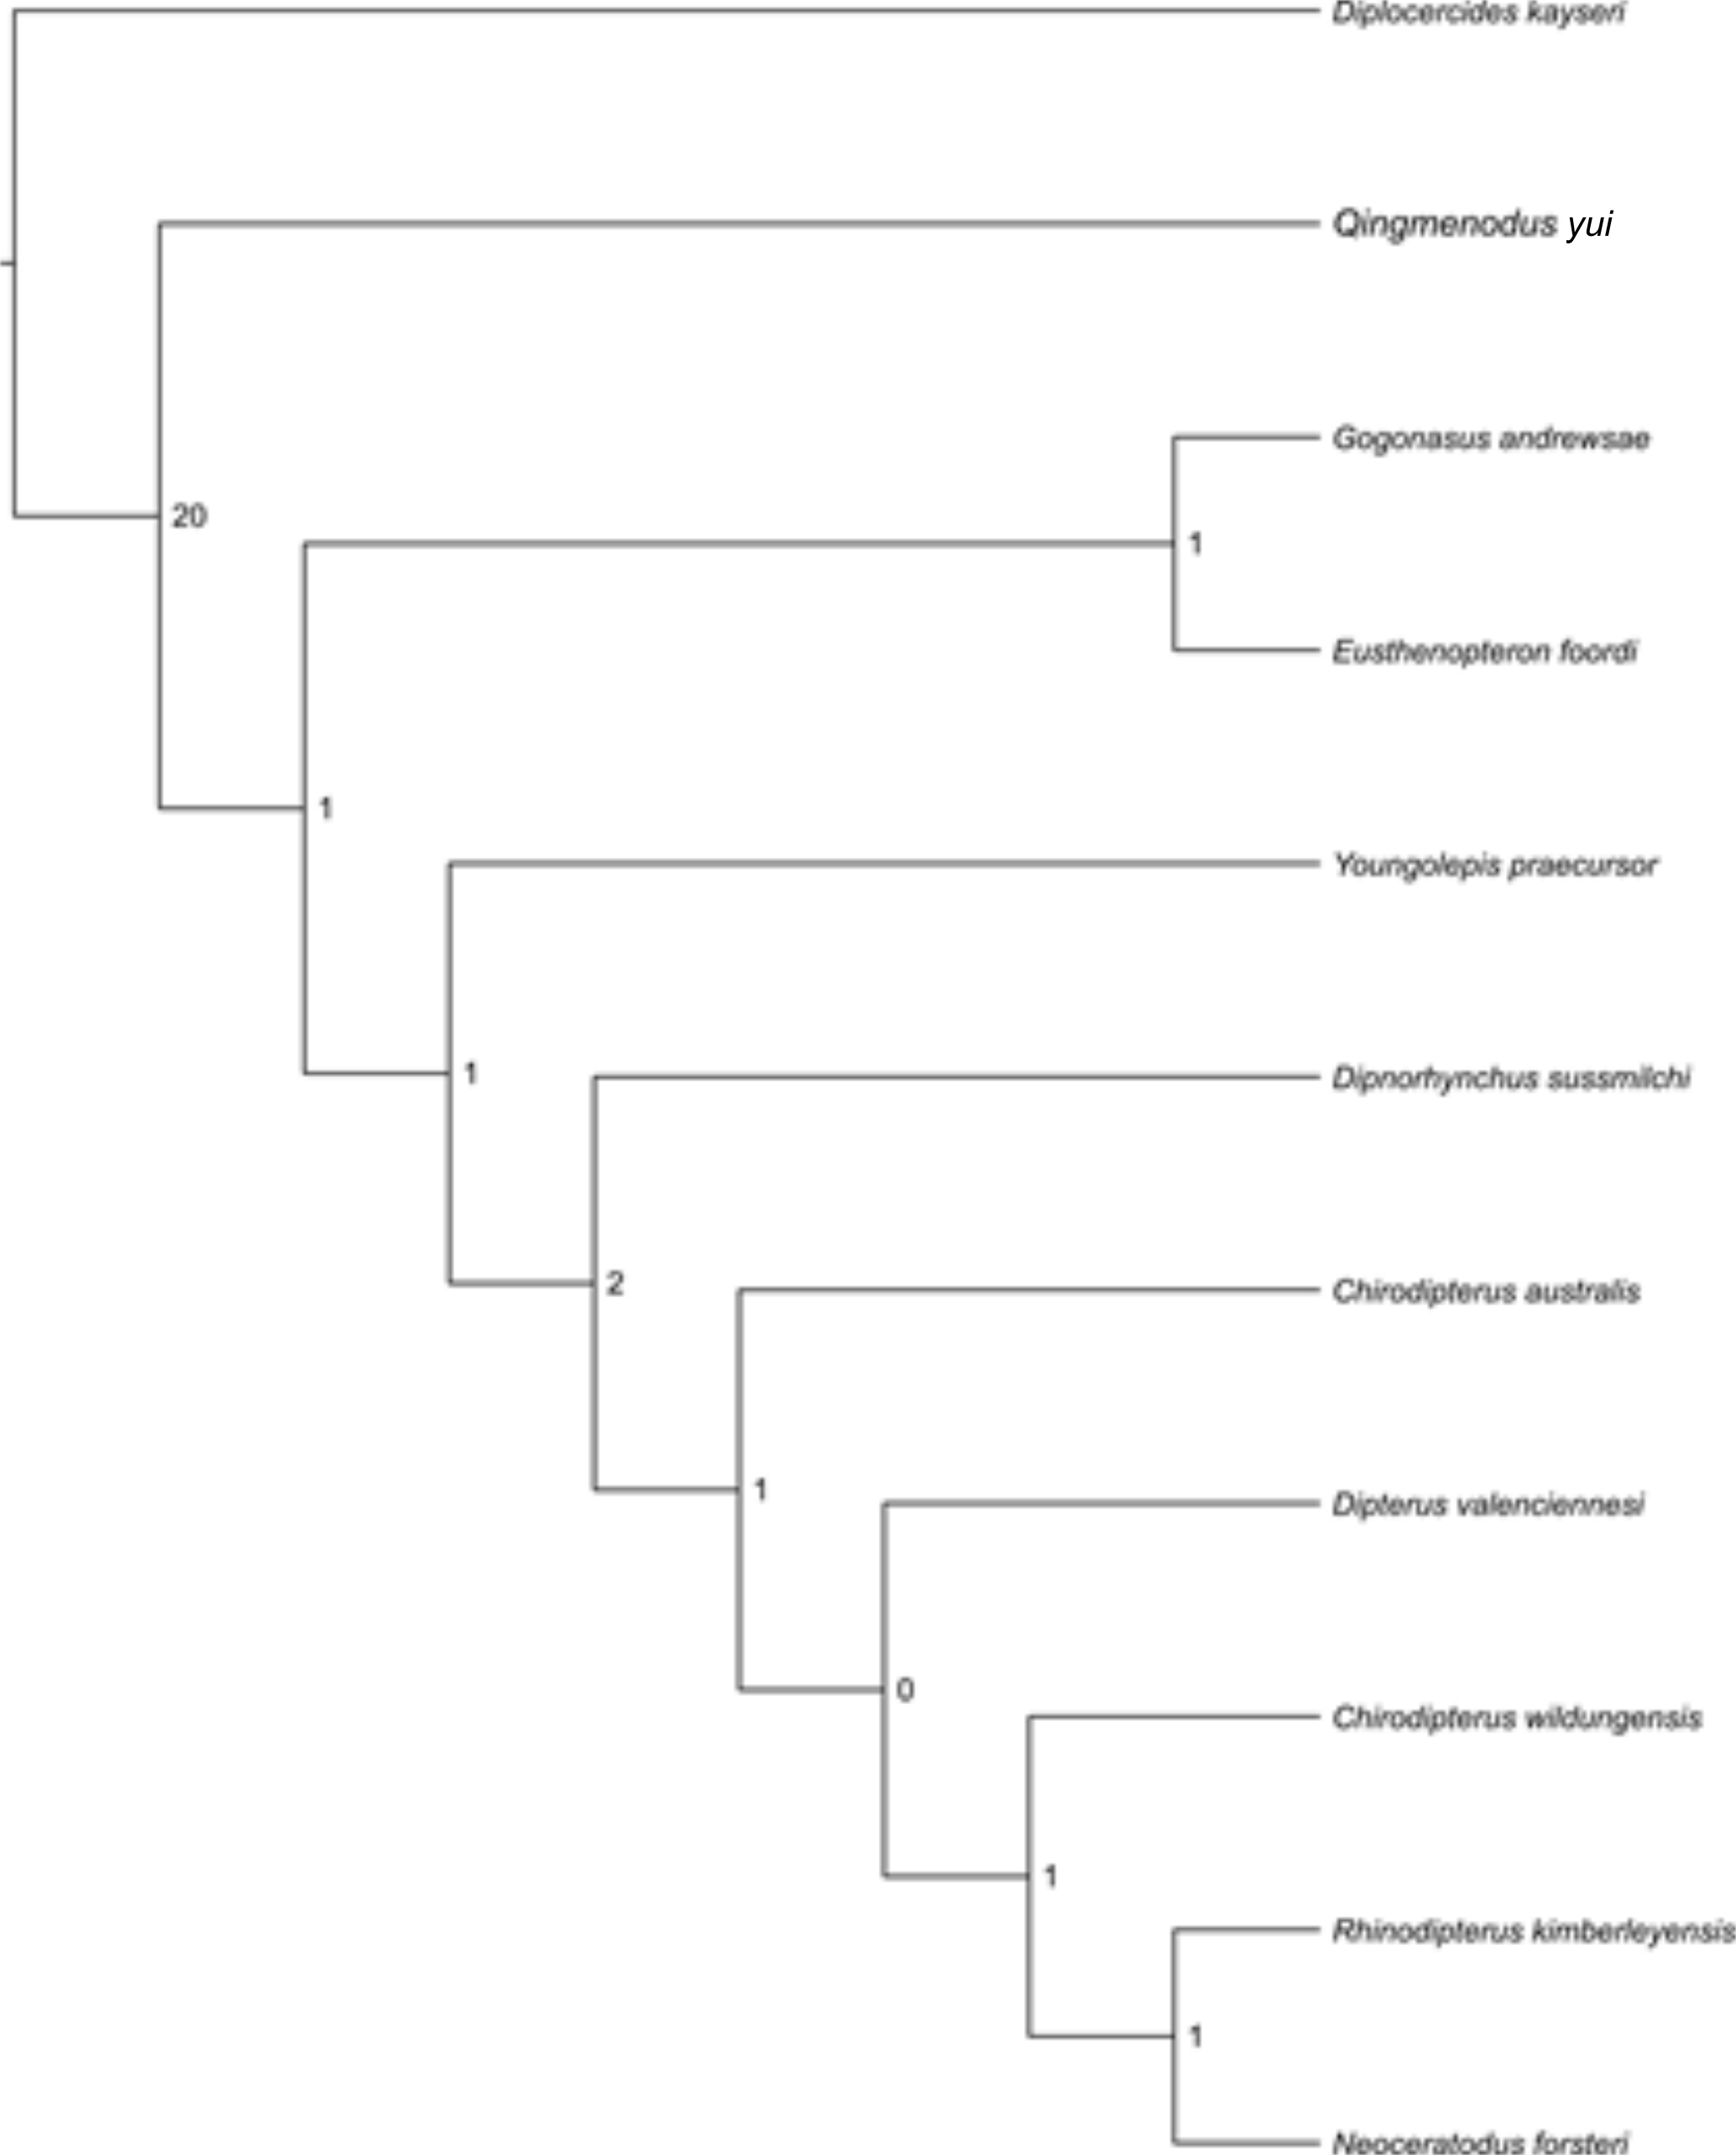 Diplocercides kayseri
Qingmenodus yui
Gogonasus andrewsae
20
1
Eusthenopteron foordi
1
Youngolepis praecursor
1
Dipnorhynchus sussmilchi
2
Chirodipterus australis
1
Dipterus valenciennesi
0
Chirodipterus wildungensis
1
Rhinodipterus kimberleyensis
1
Neoceratodus forsteri